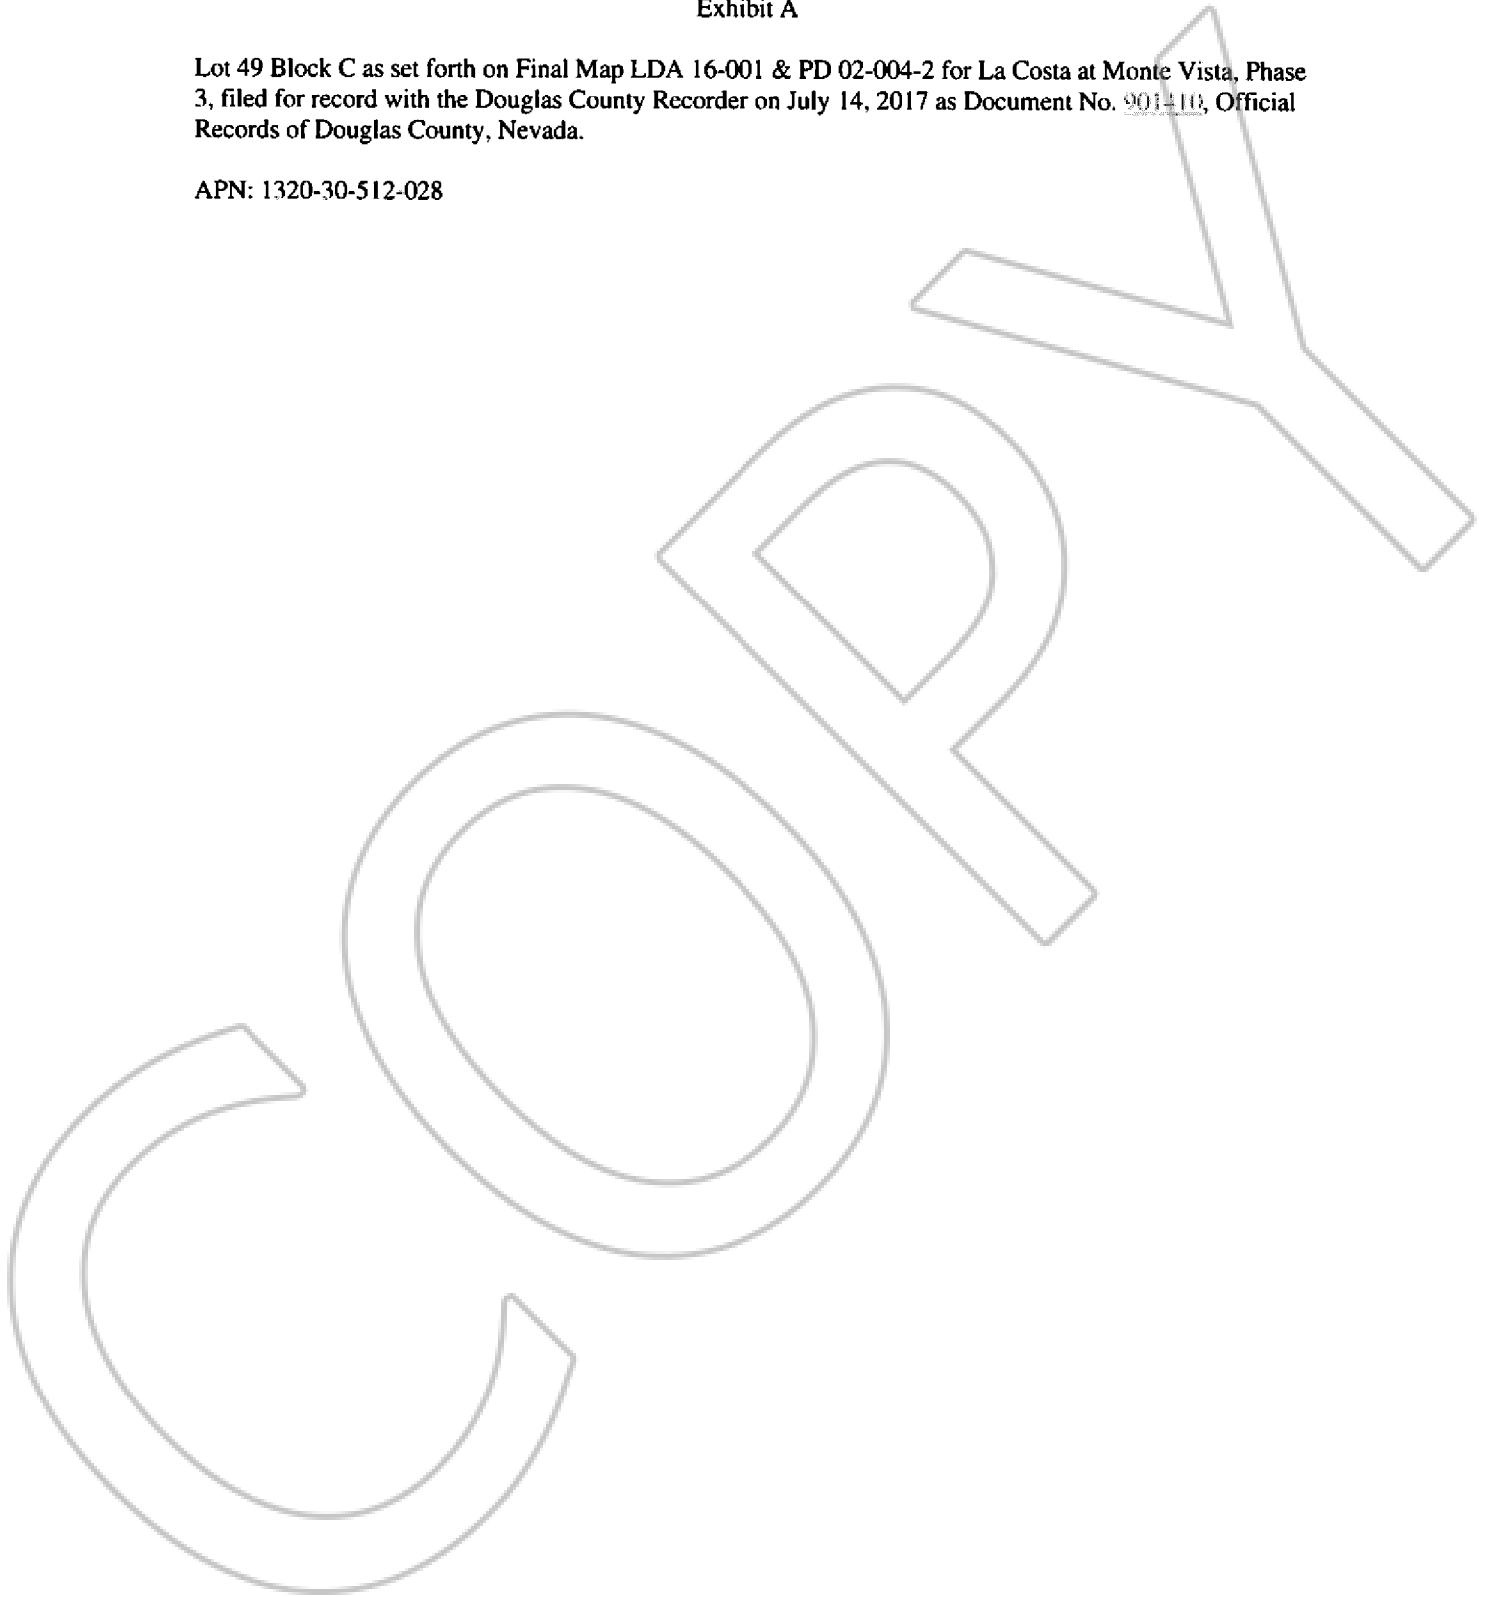 Exhibit A
Lot 49 Block C as set forth on Final Map LDA 16-001 & PD 02-004-2 for La Costa at Monte Vista, Phase
3, filed for record with the Douglas County Recorder on July 14, 2017 as Document No. , Official
Records of Douglas County, Nevada.
APN: 1320-30-512-028
COPY